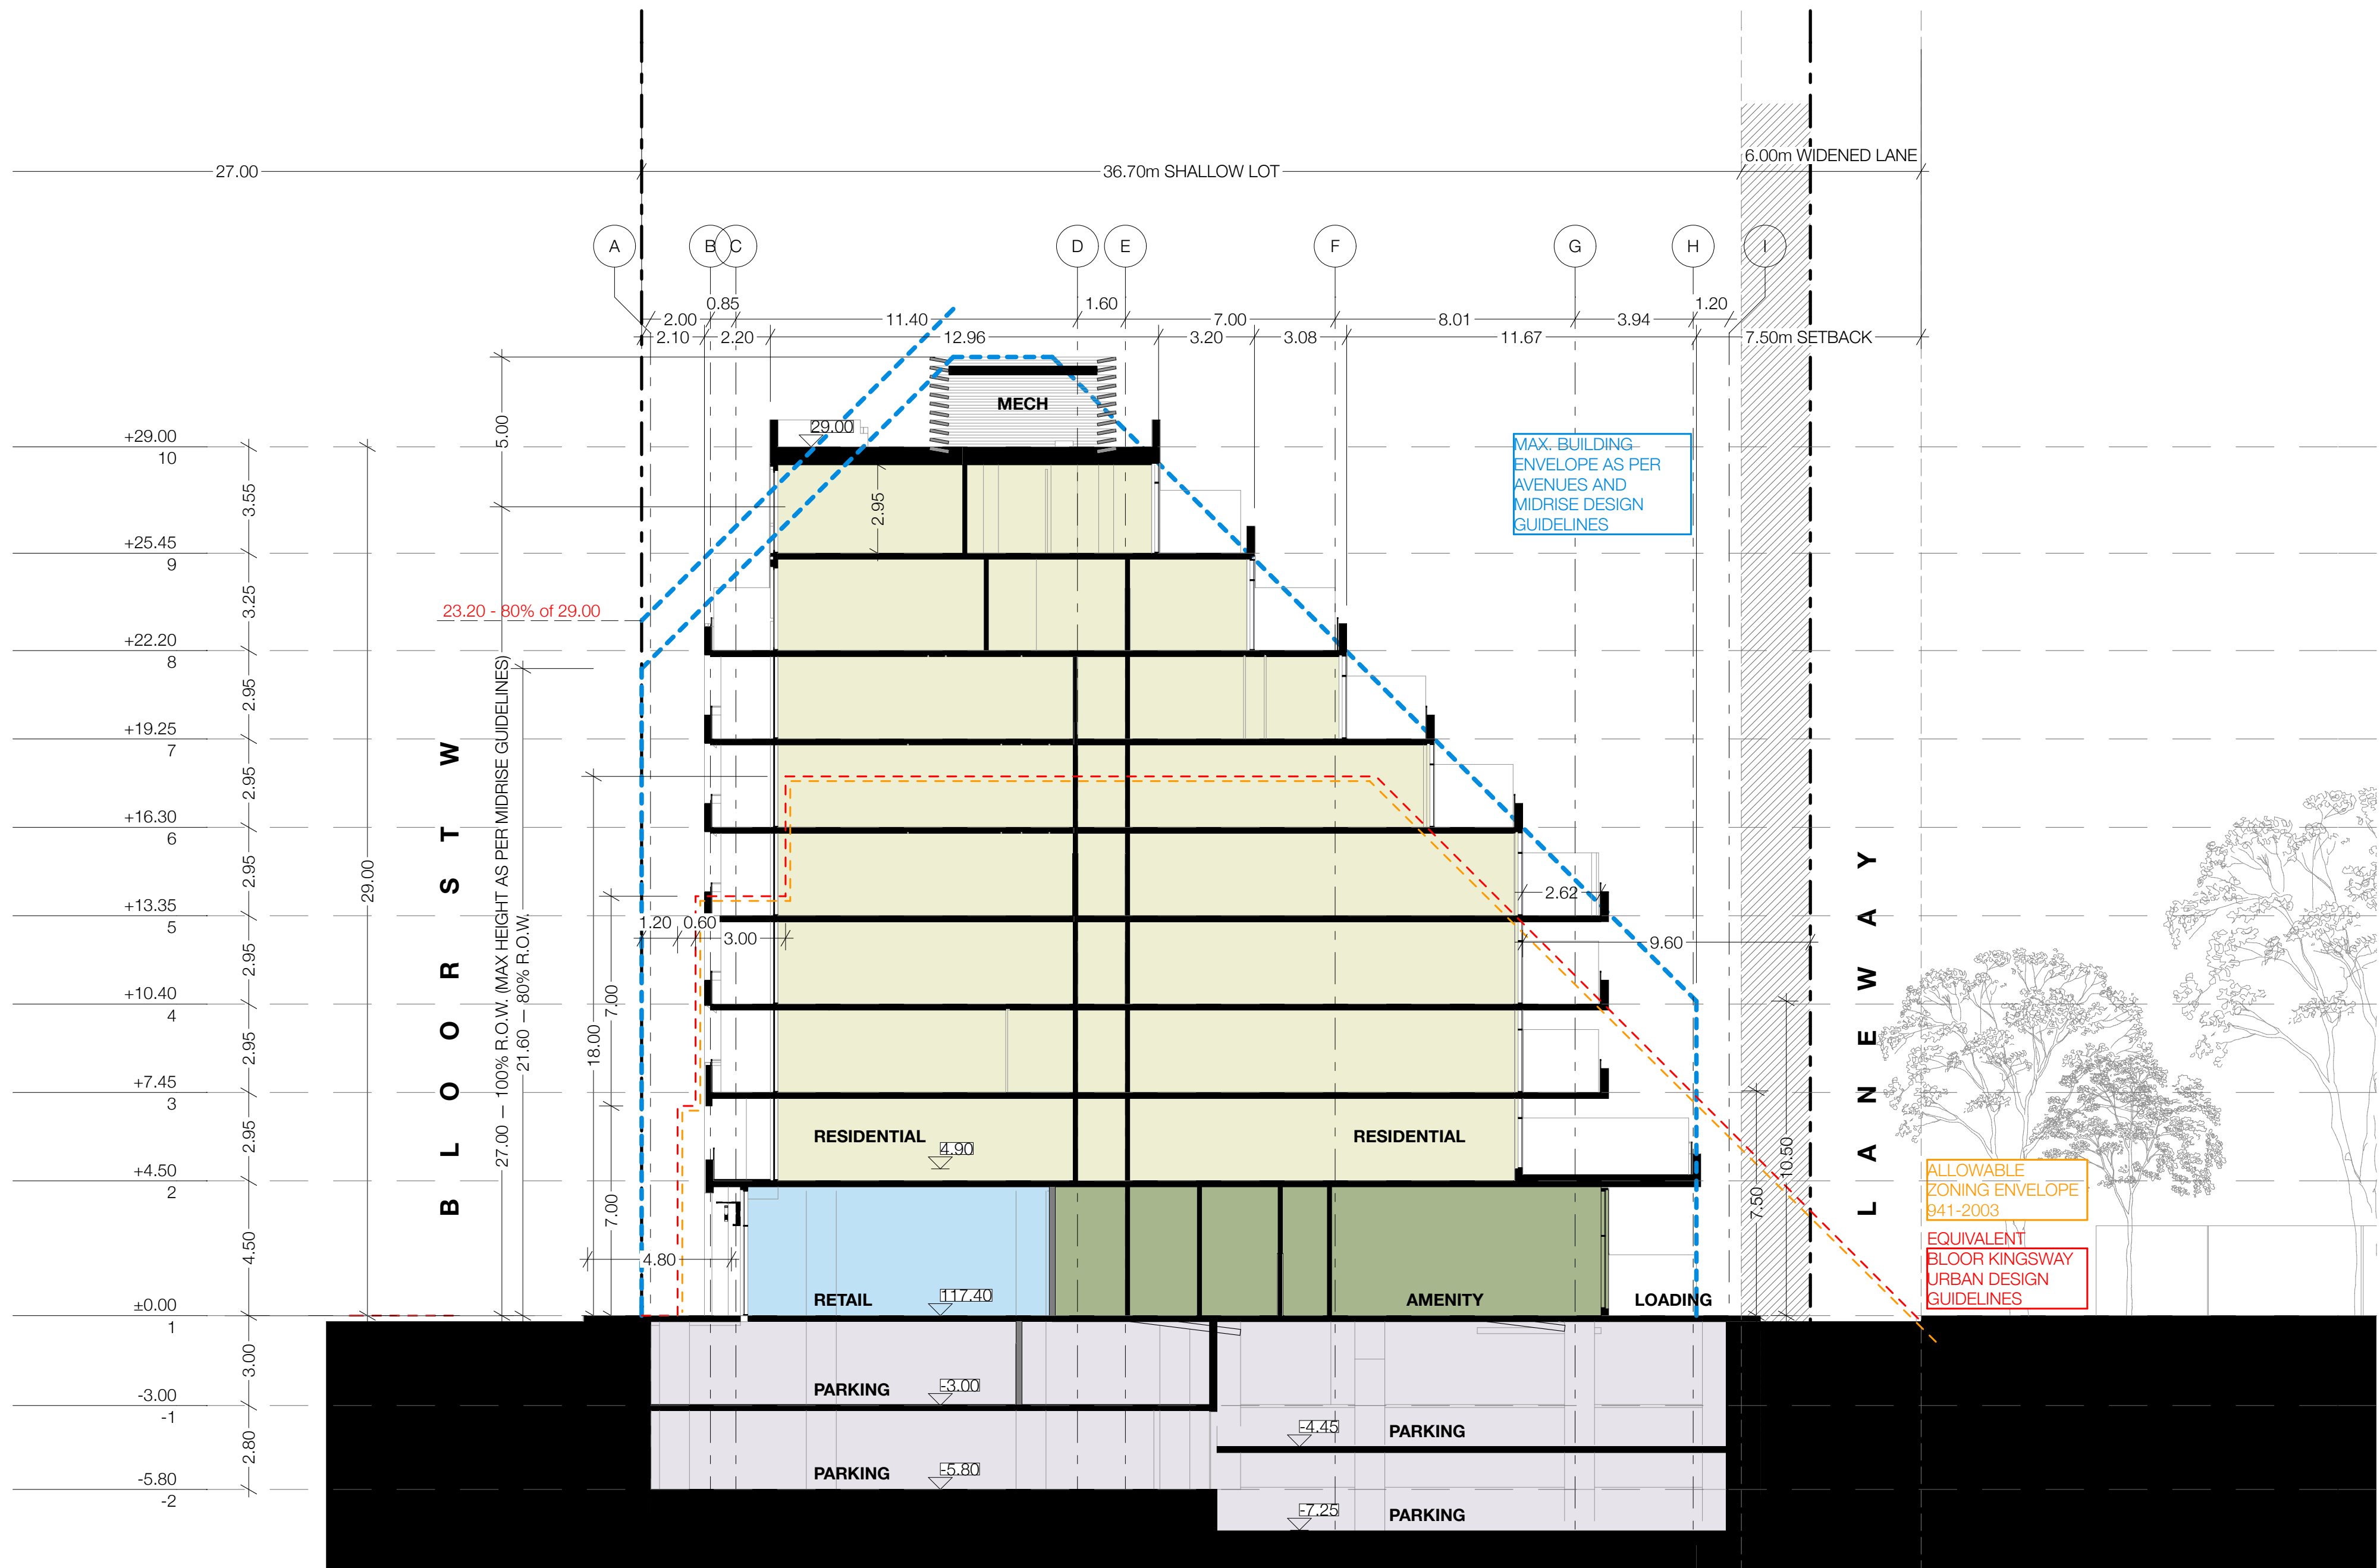 27.00
36.70m SHALLOW LOT
6.00m WIDENED LANE
A
B
C
D
E
F
G
H
I
0.85
1.60
1.20
2.00
11.40
7.00
8.01
3.94
2.10
2.20
12.96
3.20
3.08
11.67
7.50m SETBACK
MECH
29.00
5.00
+29.00
10
3.55
2.95
MAX. BUILDING
ENVELOPE AS PER
AVENUES AND
MIDRISE DESIGN
GUIDELINES
+25.45
9
3.25
23.20 - 80% of 29.00
+22.20
8
2.95
+19.25
7
2.95
+16.30
6
2.95
29.00
+13.35
5
2.95
1.20
0.60
3.00
2.62
9.60
+10.40
4
2.95
7.00
18.00
+7.45
3
2.95
27.00 — 100% R.O.W. (MAX HEIGHT AS PER MIDRISE GUIDELINES)
21.60 — 80% R.O.W.
BLOOR ST W
LANEWAY
RESIDENTIAL
4.90
RESIDENTIAL
10.50
7.50
+4.50
2
7.00
4.50
4.80
ALLOWABLE
ZONING ENVELOPE
941-2003
EQUIVALENT
BLOOR KINGSWAY
URBAN DESIGN
GUIDELINES
RETAIL
117.40
AMENITY
LOADING
±0.00
1
3.00
PARKING
-3.00
-3.00
-1
-4.45
PARKING
2.80
PARKING
-5.80
-5.80
-2
-7.25
PARKING